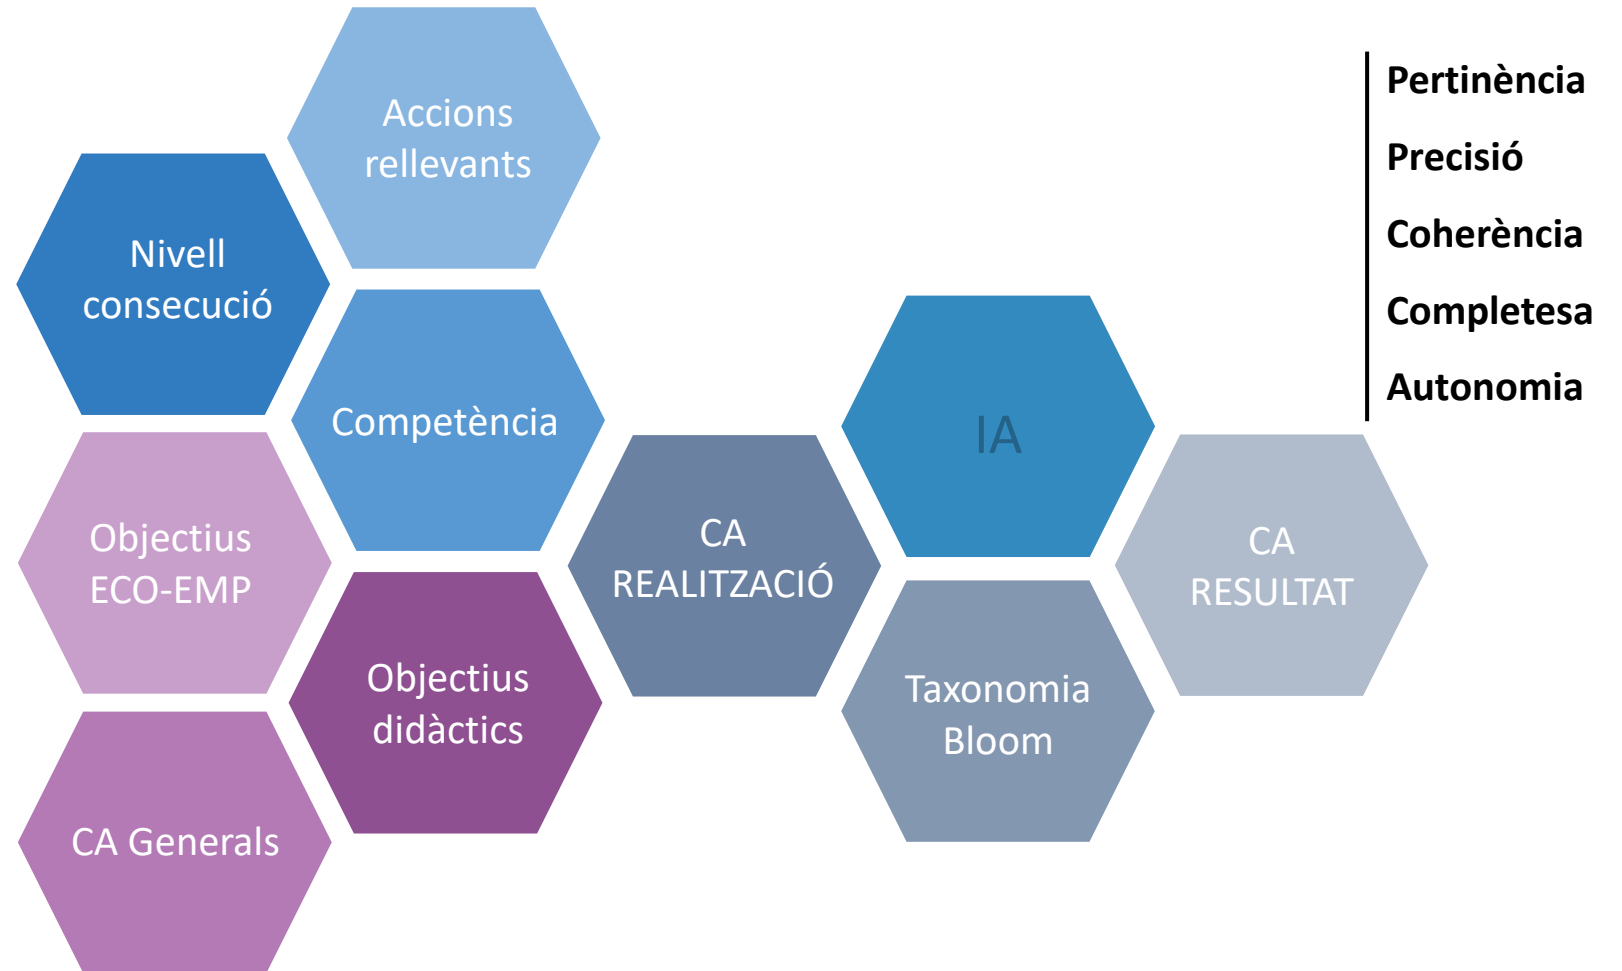 Accions
rellevants
Nivell
consecució
Competència
Objectius
ECO-EMP
Objectius
didàctics
CA Generals
CA
REALITZACIÓ
IA
Taxonomia
Bloom
CA
RESULTAT
Pertinència
Precisió
Coherència
Completesa
Autonomia